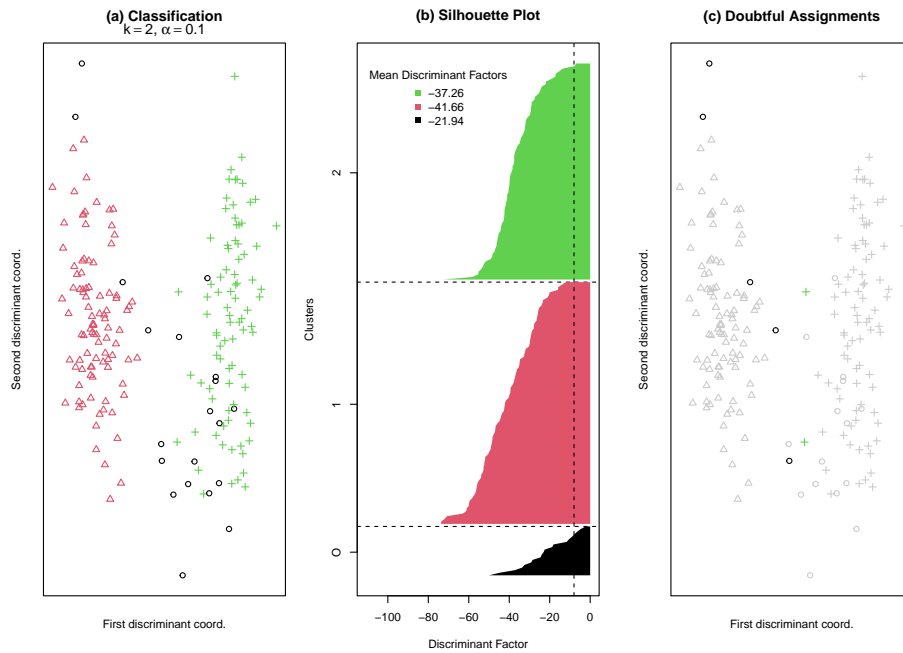 (a) Classification
k = 2, α = 0.1
Second discriminant coord.
First discriminant coord.
(b) Silhouette Plot
Mean Discriminant Factors
−37.26
−41.66
−21.94
Clusters
2
1
O
−100 −80 −60 −40 −20 0
Discriminant Factor
(c) Doubtful Assignments
Second discriminant coord.
First discriminant coord.